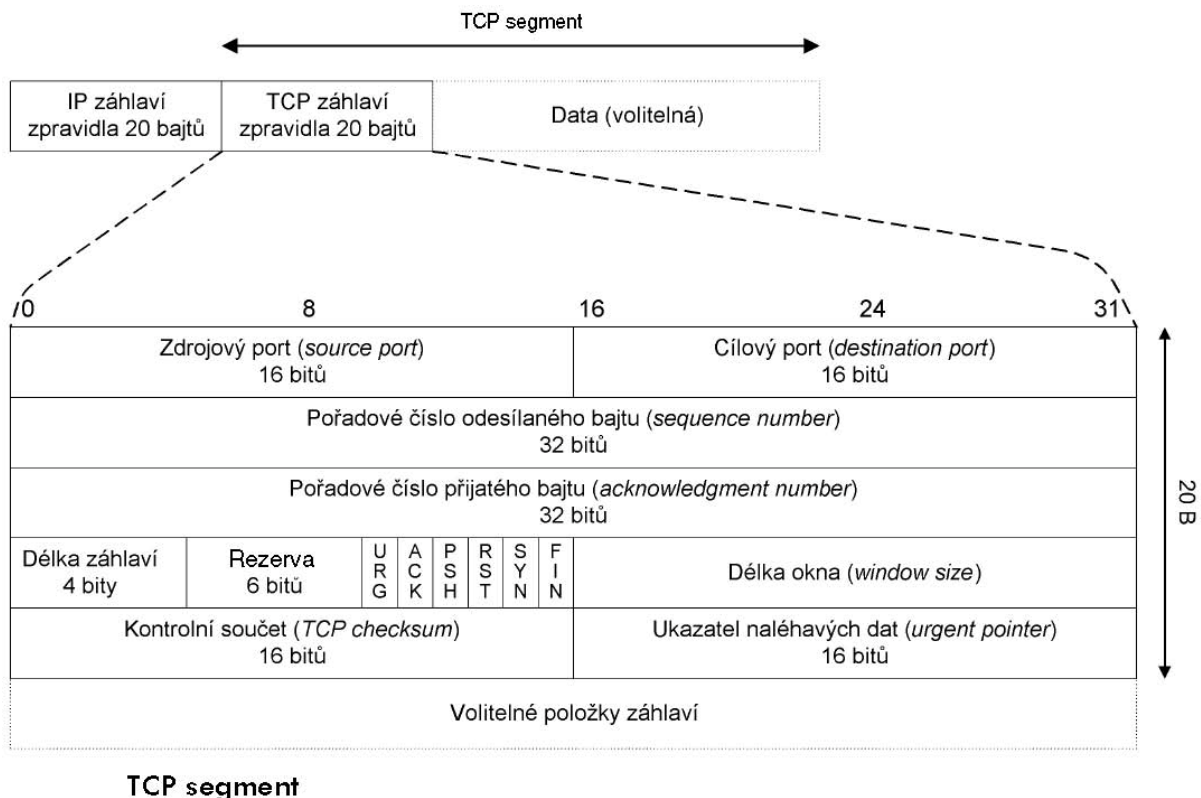 TCP segment
IP záhlaví
zpravidla 20 bajtů
TCP záhlaví
zpravidla 20 bajtů
Data (volitelná)
0 8 16 24 31
Zdrojový port (source port)
16 bitů
Cílový port (destination port)
16 bitů
Pořadové číslo odesílaného bajtu (sequence number)
32 bitů
Pořadové číslo přijatého bajtu (acknowledgment number)
32 bitů
20 B
Délka záhlaví
4 bity
Rezerva
6 bitů
URG
ACK
PSH
RST
SYN
FIN
Délka okna (window size)
Kontrolní součet (TCP checksum)
16 bitů
Ukazatel naléhavých dat (urgent pointer)
16 bitů
Volitelné položky záhlaví
TCP segment